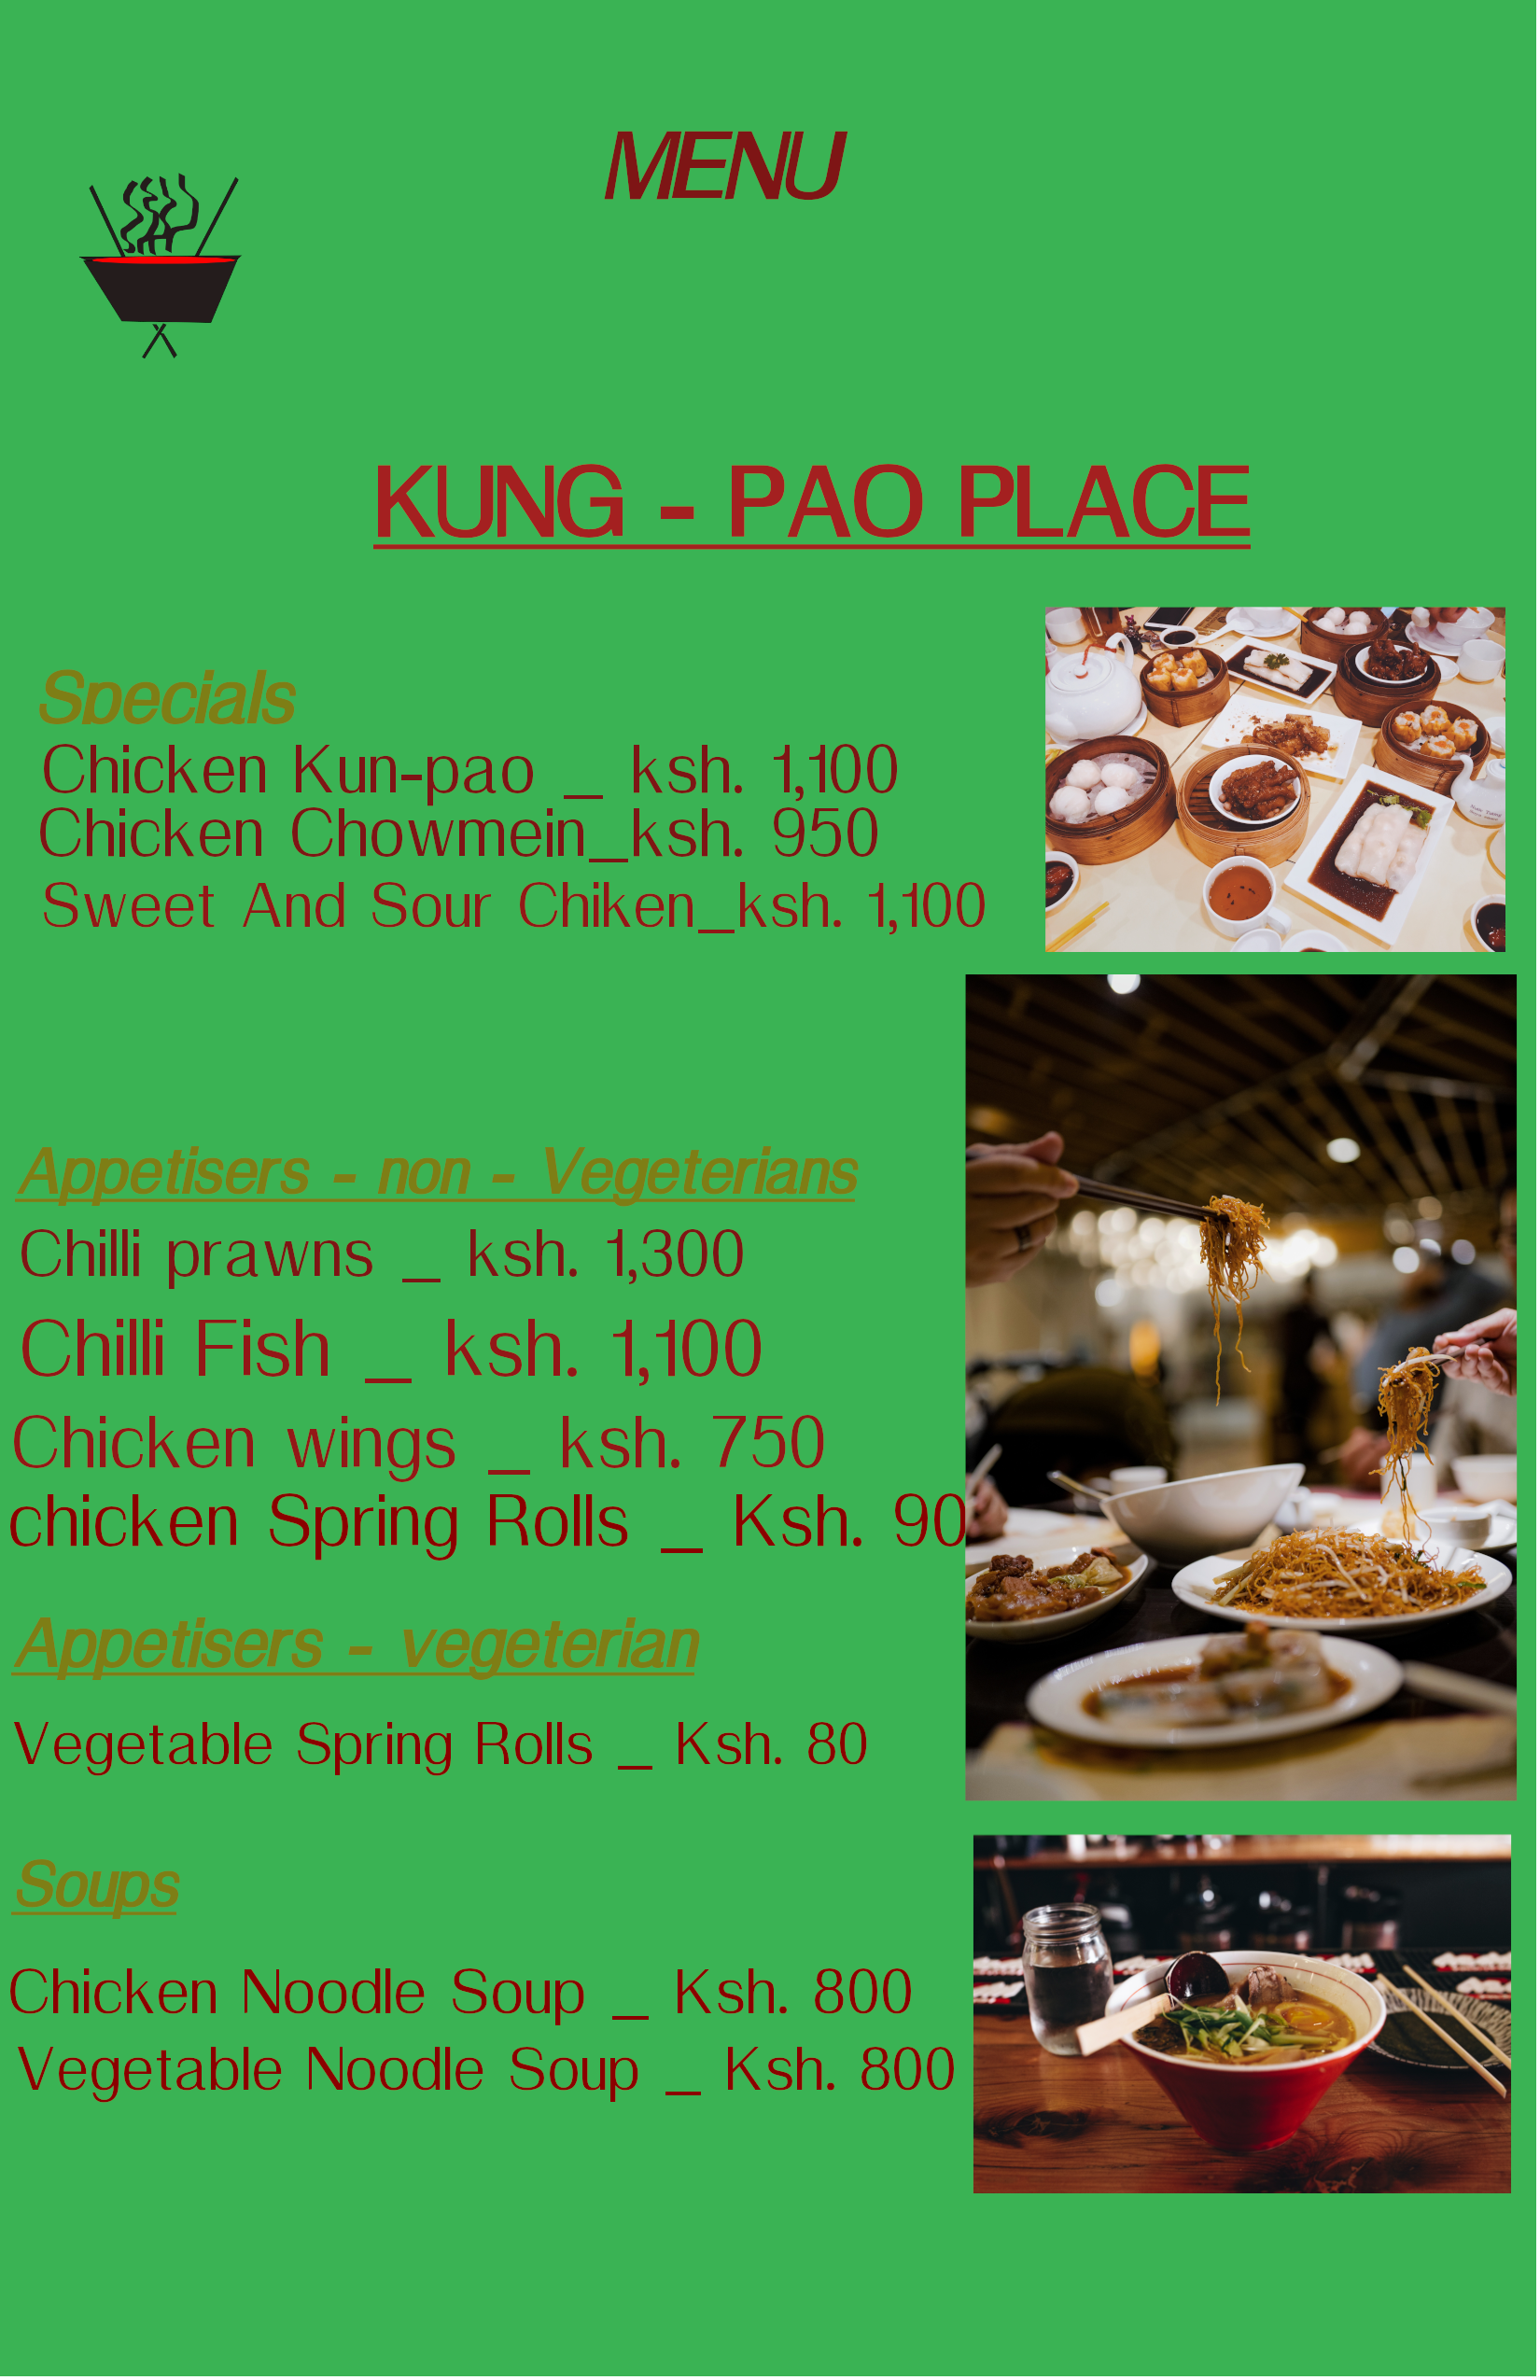 MENU
KUNG - PAO PLACE
Specials
Chicken Kun-pao _ ksh. 1,100
Chicken Chowmein_ksh. 950
Sweet And Sour Chiken_ksh. 1,100
Appetisers - non - Vegeterians
Chilli prawns _ ksh. 1,300
Chilli Fish _ ksh. 1,100
Chicken wings _ ksh. 750
chicken Spring Rolls _ Ksh. 90
Appetisers - vegeterian
Vegetable Spring Rolls _ Ksh. 80
Soups
Chicken Noodle Soup _ Ksh. 800
Vegetable Noodle Soup _ Ksh. 800